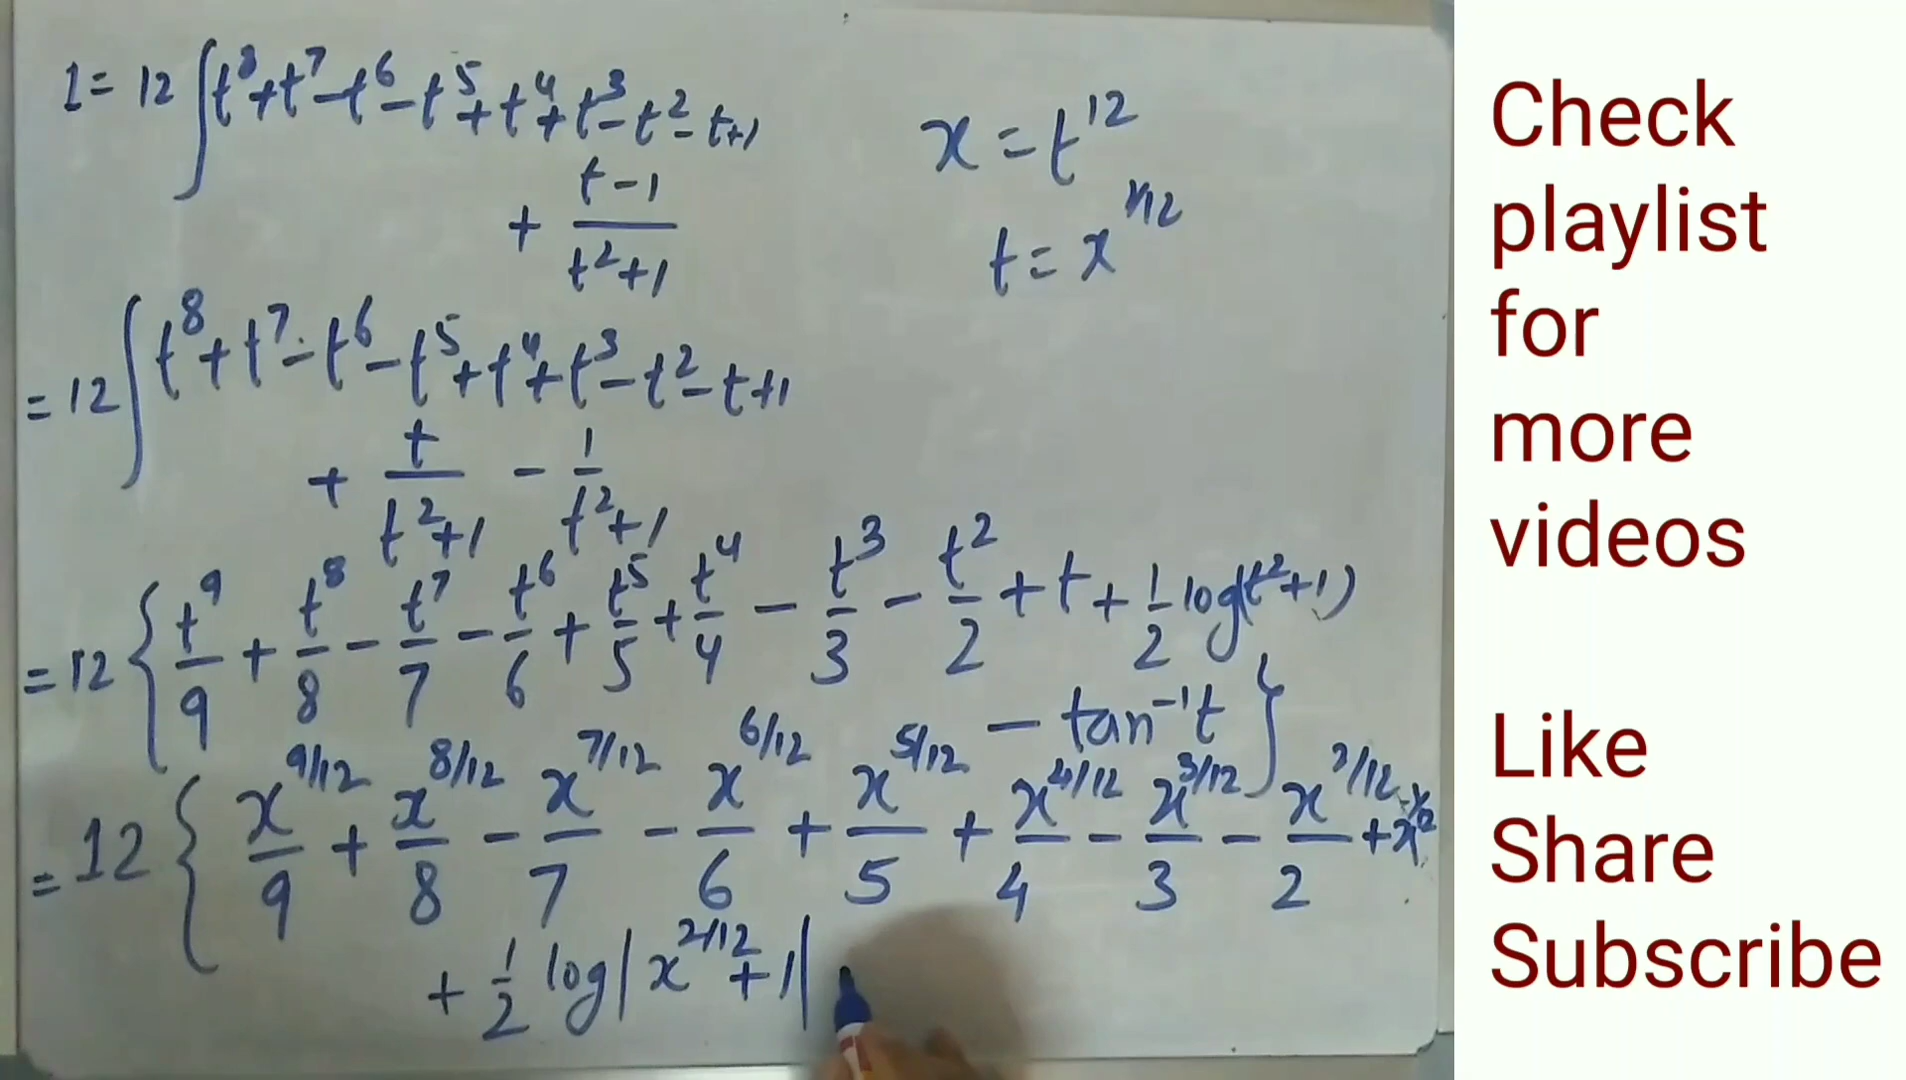 I = 12 ∫ t⁸ + t⁷ - t⁶ - t⁵ + t⁴ + t³ - t² - t + 1
+ (t - 1)/(t² + 1)
x = t¹²
t = x^(1/12)
= 12 ∫ t⁸ + t⁷ - t⁶ - t⁵ + t⁴ + t³ - t² - t + 1
+ t/(t² + 1) - 1/(t² + 1)
= 12 { t⁹/9 + t⁸/8 - t⁷/7 - t⁶/6 + t⁵/5 + t⁴/4 - t³/3 - t²/2 + t + 1/2 log(t² + 1)
- tan⁻¹t }
= 12 { x^(9/12)/9 + x^(8/12)/8 - x^(7/12)/7 - x^(6/12)/6 + x^(5/12)/5 + x^(4/12)/4 - x^(3/12)/3 - x^(2/12)/2 + x^(1/12)
+ 1/2 log|x^(2/12) + 1|
Check
playlist
for
more
videos
Like
Share
Subscribe